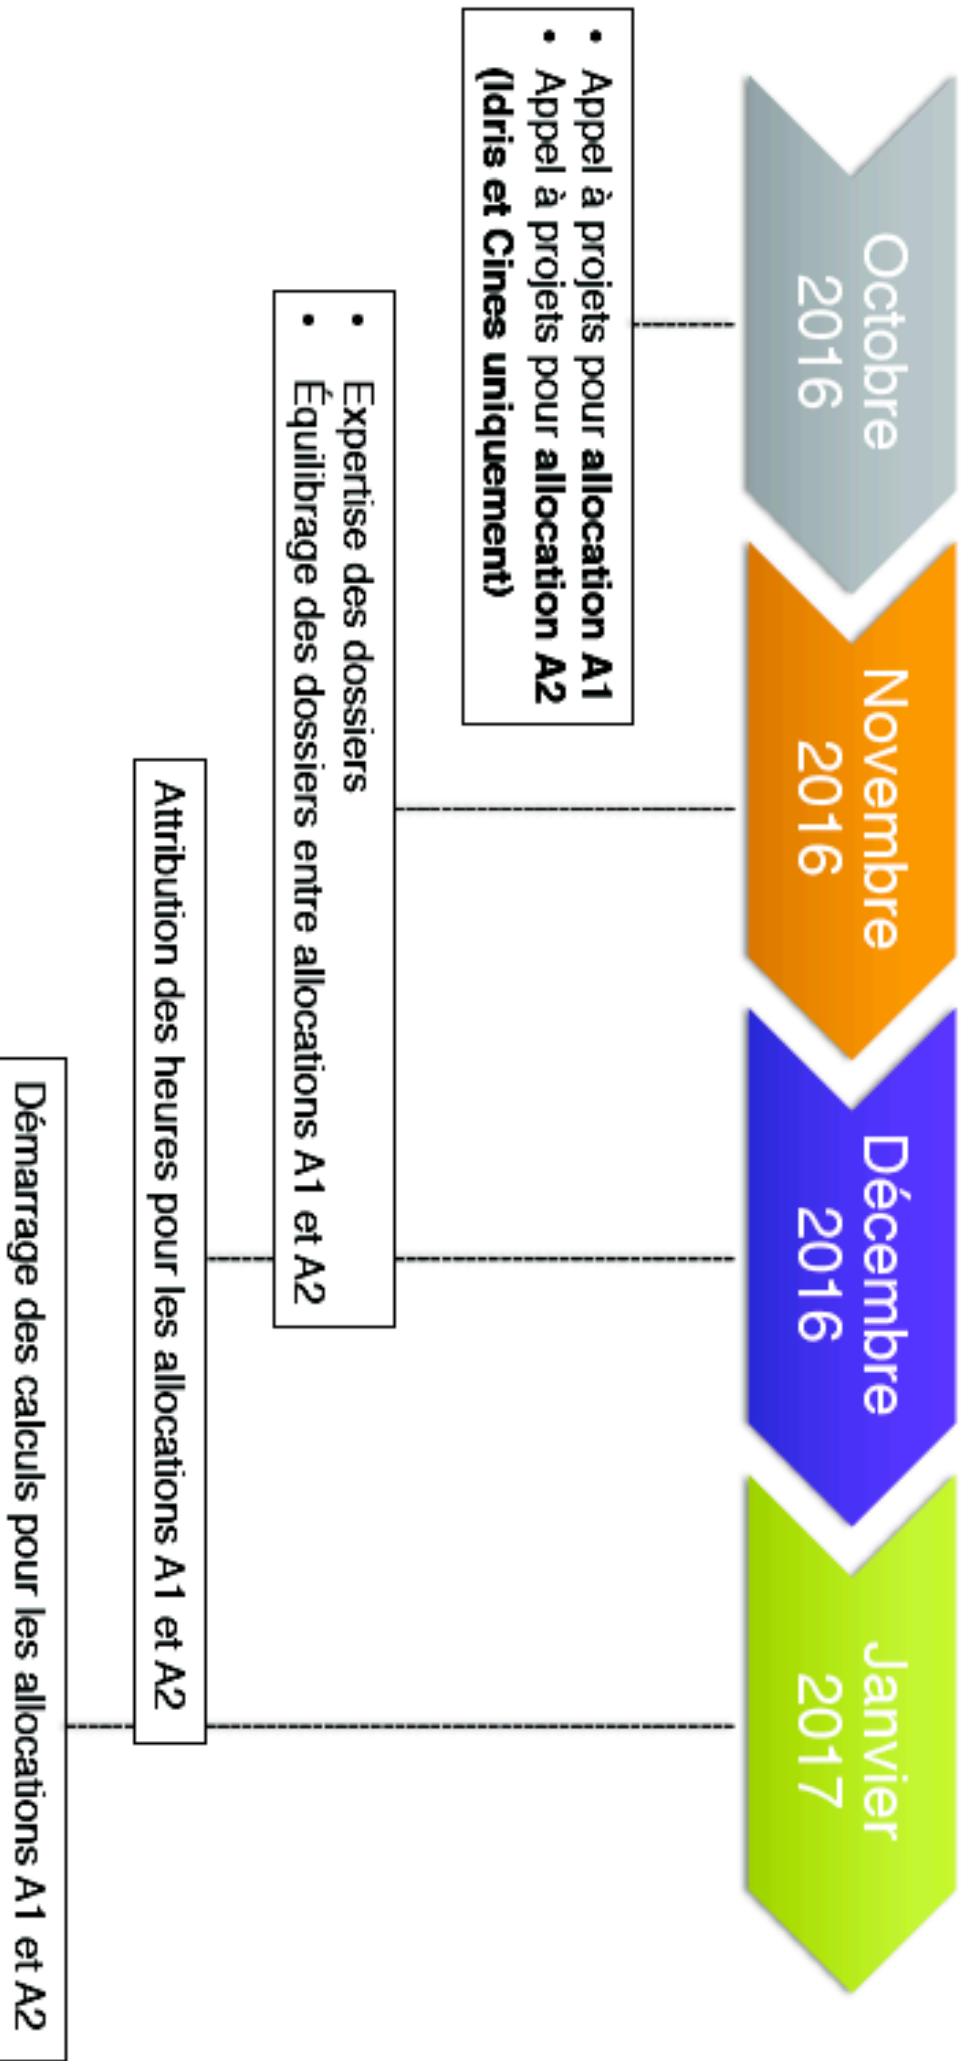 Octobre
2016
Novembre
2016
Décembre
2016
Janvier
2017
• Appel à projets pour allocation A1
• Appel à projets pour allocation A2
(Idris et Cines uniquement)
• Expertise des dossiers
• Équilibrage des dossiers entre allocations A1 et A2
Attribution des heures pour les allocations A1 et A2
Démarrage des calculs pour les allocations A1 et A2